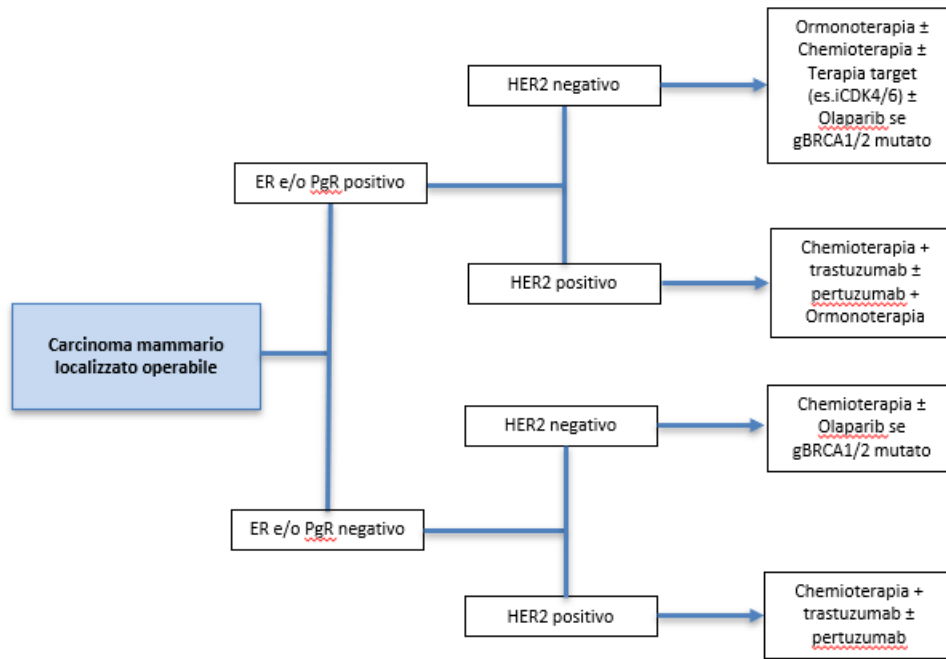 Ormonoterapia ±
Chemioterapia ±
Terapia target
(es.iCDK4/6) ±
Olaparib se
gBRCA1/2 mutato
HER2 negativo
ER e/o PgR positivo
HER2 positivo
Chemioterapia +
trastuzumab ±
pertuzumab +
Ormonoterapia
Carcinoma mammario
localizzato operabile
HER2 negativo
Chemioterapia ±
Olaparib se
gBRCA1/2 mutato
ER e/o PgR negativo
HER2 positivo
Chemioterapia +
trastuzumab ±
pertuzumab